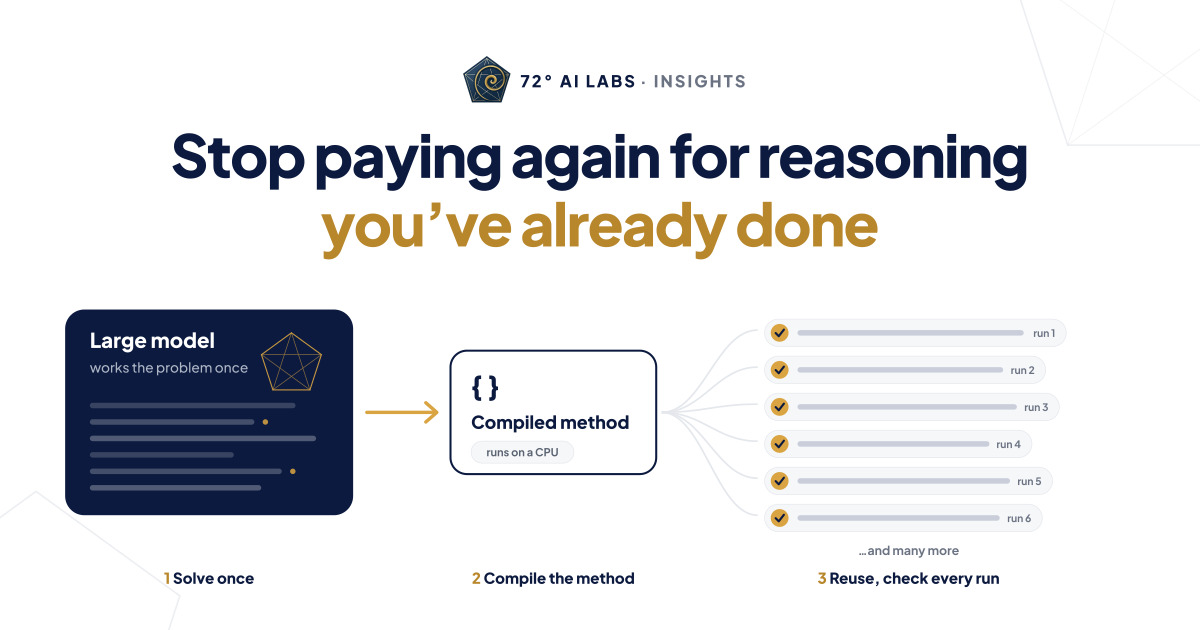 72° AI LABS · INSIGHTS
Stop paying again for reasoning
you’ve already done
Large model
works the problem once
{ }
Compiled method
runs on a CPU
run 1
run 2
run 3
run 4
run 5
run 6
...and many more
1 Solve once
2 Compile the method
3 Reuse, check every run